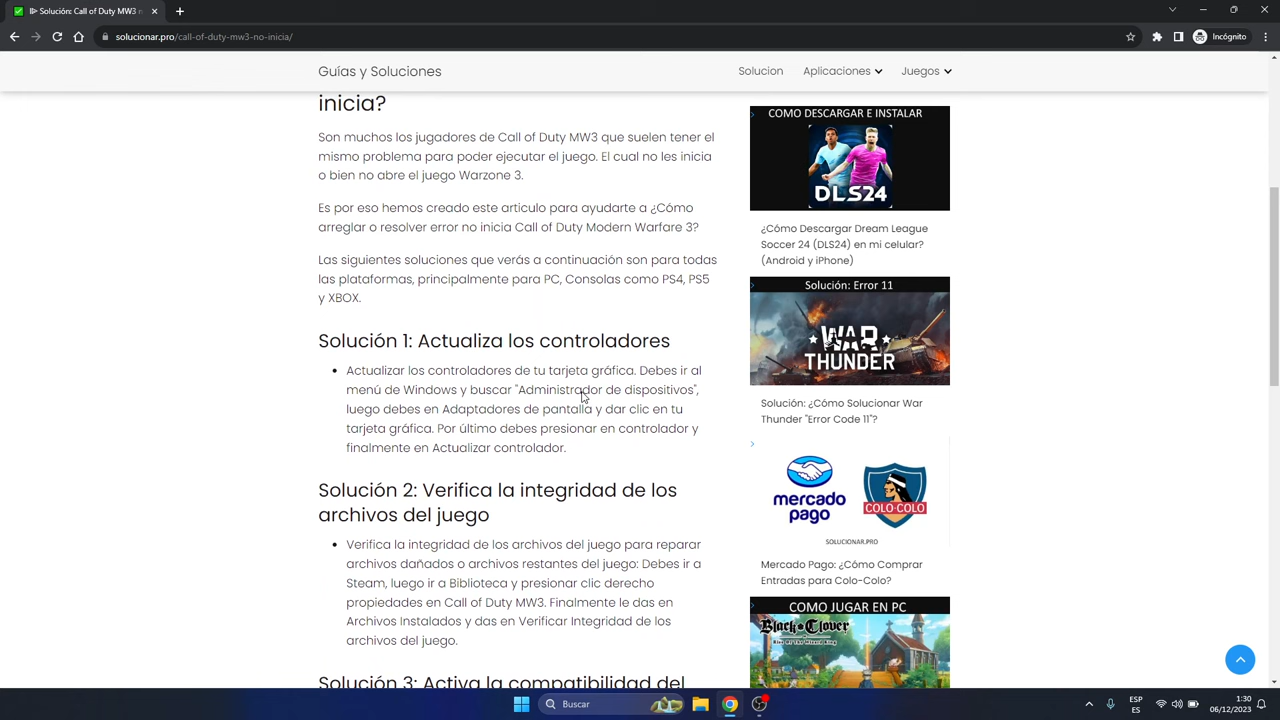 Solución: Call of Duty MW3 n
solucionar.pro/call-of-duty-mw3-no-inicia/
Incógnito
Guías y Soluciones
Solucion
Aplicaciones
Juegos
inicia?
Son muchos los jugadores de Call of Duty MW3 que suelen tener el
mismo problema para poder ejecutar el juego. El cual no les inicia
o bien no abre el juego Warzone 3.
Es por eso hemos creado este articulo para ayudarte a ¿Cómo
arreglar o resolver error no inicia Call of Duty Modern Warfare 3?
Las siguientes soluciones que verás a continuación son para todas
las plataformas, principalmente para PC, Consolas como PS4, PS5
y XBOX.
Solución 1: Actualiza los controladores
Actualizar los controladores de tu tarjeta gráfica. Debes ir al
menú de Windows y buscar "Administrador de dispositivos",
luego debes en Adaptadores de pantalla y dar clic en tu
tarjeta gráfica. Por último debes presionar en controlador y
finalmente en Actualizar controlador.
Solución 2: Verifica la integridad de los
archivos del juego
Verifica la integridad de los archivos del juego para reparar
archivos dañados o archivos restantes del juego: Debes ir a
Steam, luego ir a Biblioteca y presionar clic derecho
propiedades en Call of Duty MW3. Finalmente le das en
Archivos Instalados y das en Verificar Integridad de los
archivos del juego.
Solución 3: Activa la compatibilidad del
COMO DESCARGAR E INSTALAR
DLS24
¿Cómo Descargar Dream League
Soccer 24 (DLS24) en mi celular?
(Android y iPhone)
Solución: Error 11
WAR
THUNDER
Solución: ¿Cómo Solucionar War
Thunder "Error Code 11"?
mercado
pago
COLO-COLO
SOLUCIONAR.PRO
Mercado Pago: ¿Cómo Comprar
Entradas para Colo-Colo?
COMO JUGAR EN PC
Black Clover
Buscar
ESP
ES
1:30
06/12/2023